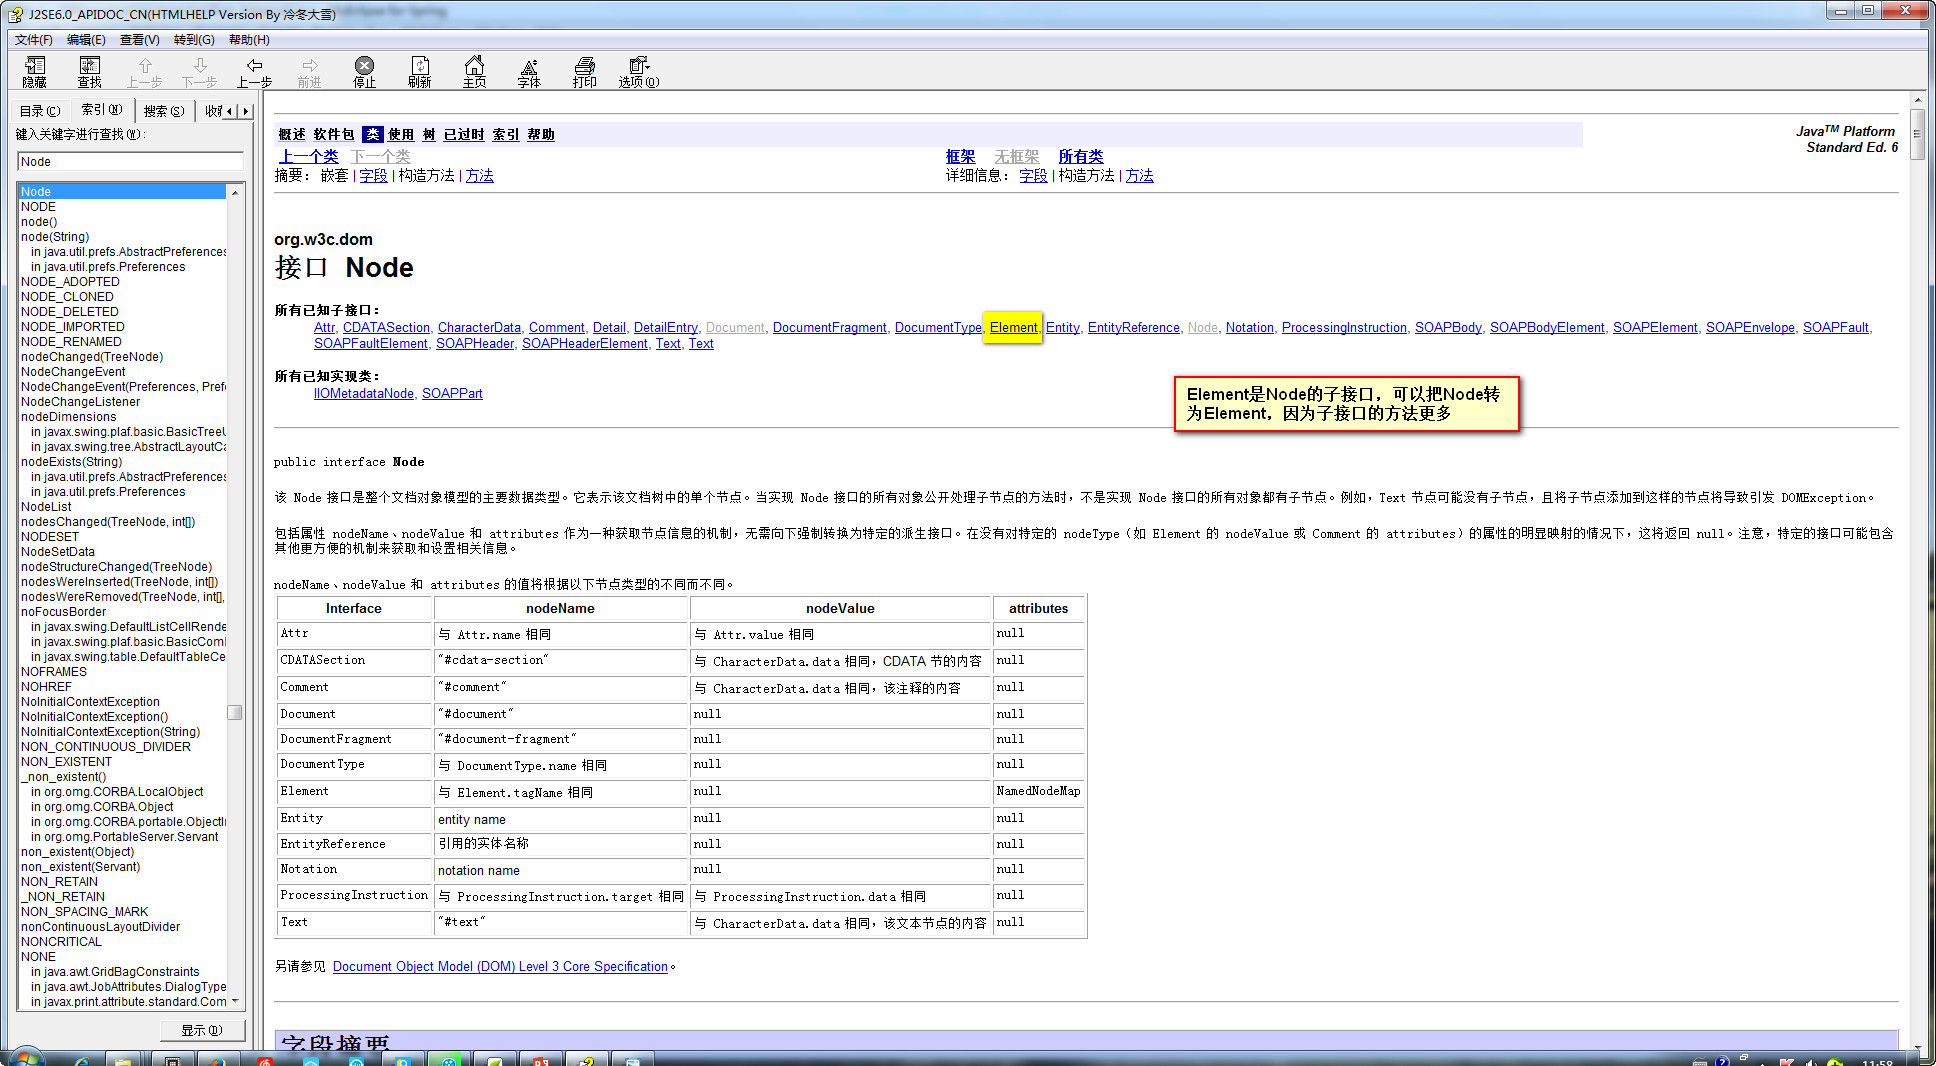 J2SE6.0_APIDOC_CN(HTMLHELP Version By 冷冬大雪)
文件(F) 编辑(E) 查看(V) 转到(G) 帮助(H)
隐藏 查找 上一步 下一步 上一步 前进 停止 刷新 主页 字体 打印 选项(O)
目录(C) 索引(N) 搜索(S)
键入关键字进行查找(W):
Node
Node
NODE
node()
node(String)
in java.util.prefs.AbstractPreferences
in java.util.prefs.Preferences
NODE_ADOPTED
NODE_CLONED
NODE_DELETED
NODE_IMPORTED
NODE_RENAMED
nodeChanged(TreeNode)
NodeChangeEvent
NodeChangeEvent(Preferences, Pref
NodeChangeListener
nodeDimensions
in javax.swing.plaf.basic.BasicTreeU
in javax.swing.tree.AbstractLayoutCa
nodeExists(String)
in java.util.prefs.AbstractPreferences
in java.util.prefs.Preferences
NodeList
nodesChanged(TreeNode, int[])
NODESET
NodeSetData
nodeStructureChanged(TreeNode)
nodesWereInserted(TreeNode, int[])
nodesWereRemoved(TreeNode, int[],
noFocusBorder
in javax.swing.DefaultListCellRende
in javax.swing.plaf.basic.BasicComl
in javax.swing.table.DefaultTableCe
NOFRAMES
NOHREF
NoInitialContextException
NoInitialContextException()
NoInitialContextException(String)
NON_CONTINUOUS_DIVIDER
NON_EXISTENT
_non_existent()
in org.omg.CORBA.LocalObject
in org.omg.CORBA.Object
in org.omg.CORBA.portable.ObjectI
in org.omg.PortableServer.Servant
non_existent(Object)
non_existent(Servant)
NON_RETAIN
_NON_RETAIN
NON_SPACING_MARK
nonContinuousLayoutDivider
NONCRITICAL
NONE
in java.awt.GridBagConstraints
in java.awt.JobAttributes.DialogType
in javax.print.attribute.standard.Com
显示(D)
概述 软件包 类 使用 树 已过时 索引 帮助
Java™ Platform
Standard Ed. 6
上一个类 下一个类 框架 无框架 所有类
摘要: 嵌套 | 字段 | 构造方法 | 方法 详细信息: 字段 | 构造方法 | 方法
org.w3c.dom
接口 Node
所有已知子接口:
Attr, CDATASection, CharacterData, Comment, Detail, DetailEntry, Document, DocumentFragment, DocumentType, Element, Entity, EntityReference, Node, Notation, ProcessingInstruction, SOAPBody, SOAPBodyElement, SOAPElement, SOAPEnvelope, SOAPFault,
SOAPFaultElement, SOAPHeader, SOAPHeaderElement, Text, Text
所有已知实现类:
IIOMetadataNode, SOAPPart
Element是Node的子接口，可以把Node转
为Element，因为子接口的方法更多
public interface Node
该 Node 接口是整个文档对象模型的主要数据类型。它表示该文档树中的单个节点。当实现 Node 接口的所有对象公开处理子节点的方法时，不是实现 Node 接口的所有对象都有子节点。例如，Text 节点可能没有子节点，且将子节点添加到这样的节点将导致引发 DOMException。
包括属性 nodeName、nodeValue 和 attributes 作为一种获取节点信息的机制，无需向下强制转换为特定的派生接口。在没有对特定的 nodeType（如 Element 的 nodeValue 或 Comment 的 attributes）的属性的明显映射的情况下，这将返回 null。注意，特定的接口可能包含
其他更方便的机制来获取和设置相关信息。
nodeName、nodeValue 和 attributes 的值将根据以下节点类型的不同而不同。
Interface nodeName nodeValue attributes
Attr 与 Attr.name 相同 与 Attr.value 相同 null
CDATASection "#cdata-section" 与 CharacterData.data 相同，CDATA 节的内容 null
Comment "#comment" 与 CharacterData.data 相同，该注释的内容 null
Document "#document" null null
DocumentFragment "#document-fragment" null null
DocumentType 与 DocumentType.name 相同 null null
Element 与 Element.tagName 相同 null NamedNodeMap
Entity entity name null null
EntityReference 引用的实体名称 null null
Notation notation name null null
ProcessingInstruction 与 ProcessingInstruction.target 相同 与 ProcessingInstruction.data 相同 null
Text "#text" 与 CharacterData.data 相同，该文本节点的内容 null
另请参见 Document Object Model (DOM) Level 3 Core Specification。
字段摘要
11:58